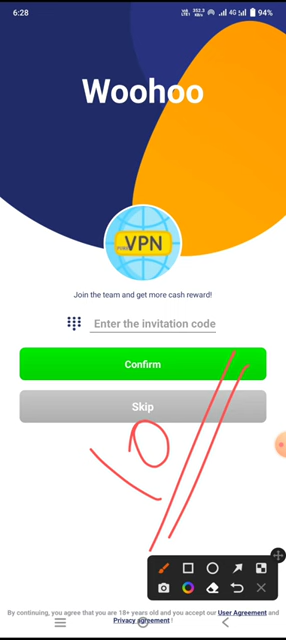 6:28
4G 94%
Woohoo
VPN
Join the team and get more cash reward!
Enter the invitation code
Confirm
Skip
By continuing, you agree that you are 18+ years old and you accept our User Agreement and
Privacy agreement !